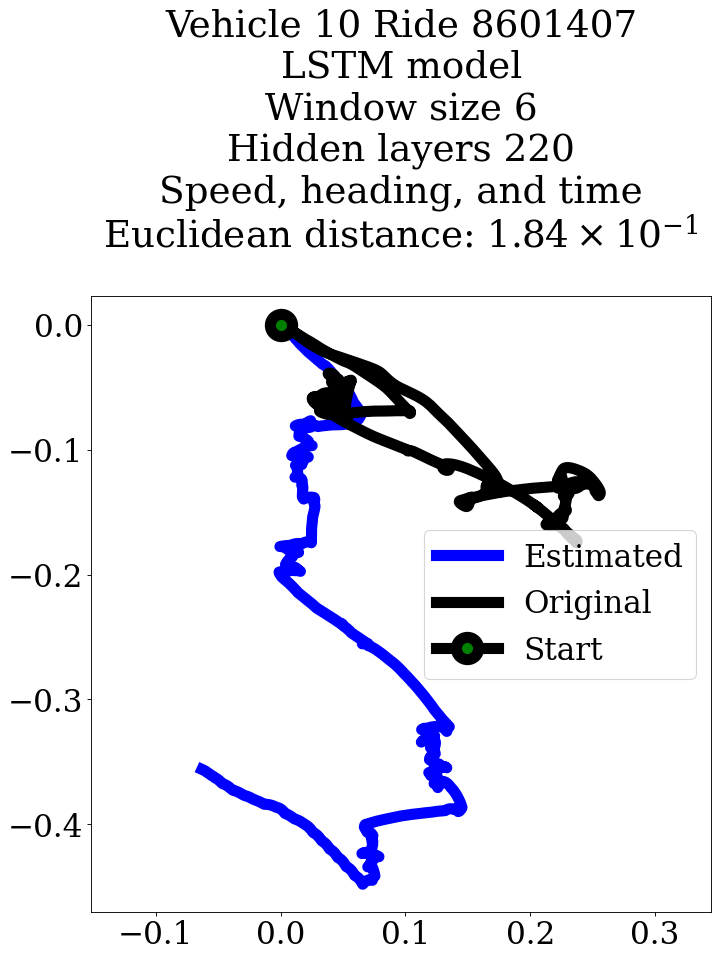 Vehicle 10 Ride 8601407
LSTM model
Window size 6
Hidden layers 220
Speed, heading, and time
Euclidean distance: 1.84 × 10⁻¹
0.0
−0.1
−0.2
−0.3
−0.4
Estimated
Original
Start
−0.1 0.0 0.1 0.2 0.3